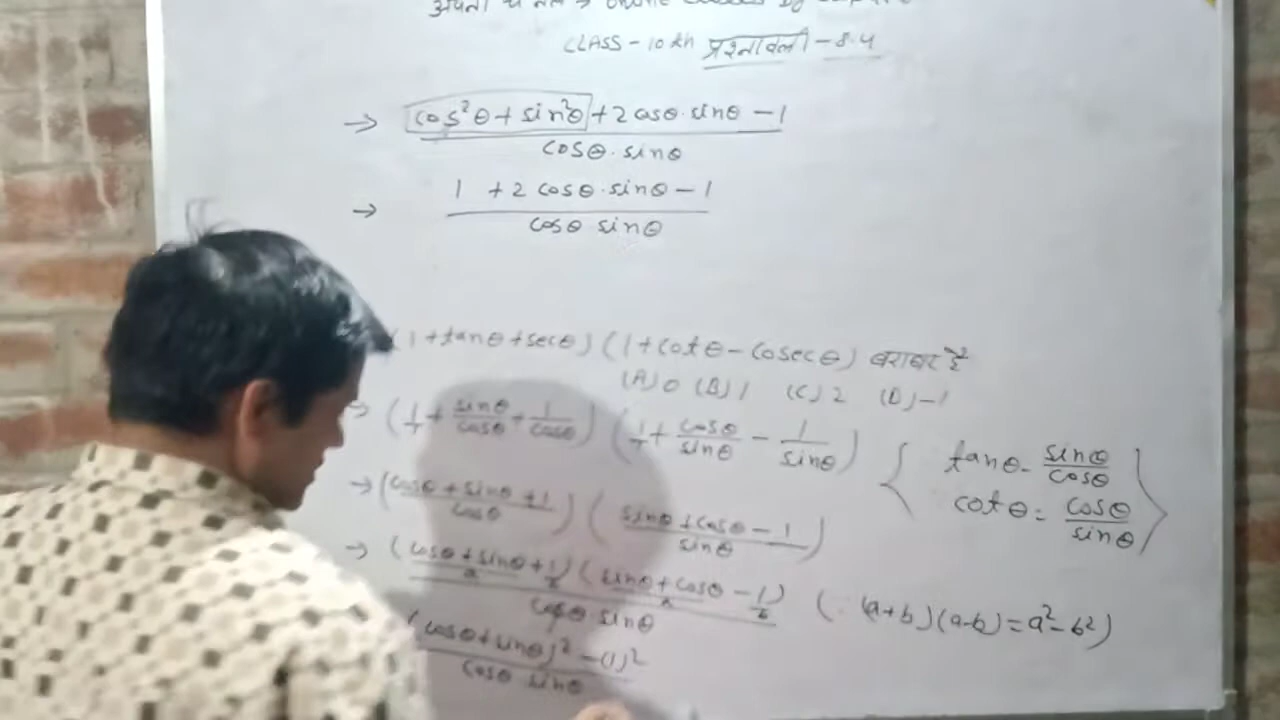 CLASS-10th प्रश्नावली-8.4
→ cos²θ+sin²θ+2cosθ.sinθ-1
cosθ.sinθ
→ 1 +2 cosθ.sinθ-1
cosθ sinθ
(1+tanθ+secθ)(1+cotθ-cosecθ) बराबर है
(A) 0 (B) 1 (C) 2 (D) -1
→ (1/1+sinθ/cosθ+1/cosθ) (1/1+cosθ/sinθ-1/sinθ) { tanθ=sinθ/cosθ
cotθ=cosθ/sinθ }
→ (cosθ+sinθ+1/cosθ) (sinθ+cosθ-1/sinθ)
→ (cosθ+sinθ+1)(sinθ+cosθ-1) (∵ (a+b)(a-b)=a²-b²)
a b a b
cosθ.sinθ
(cosθ+sinθ)²-(1)²
cosθ sinθ